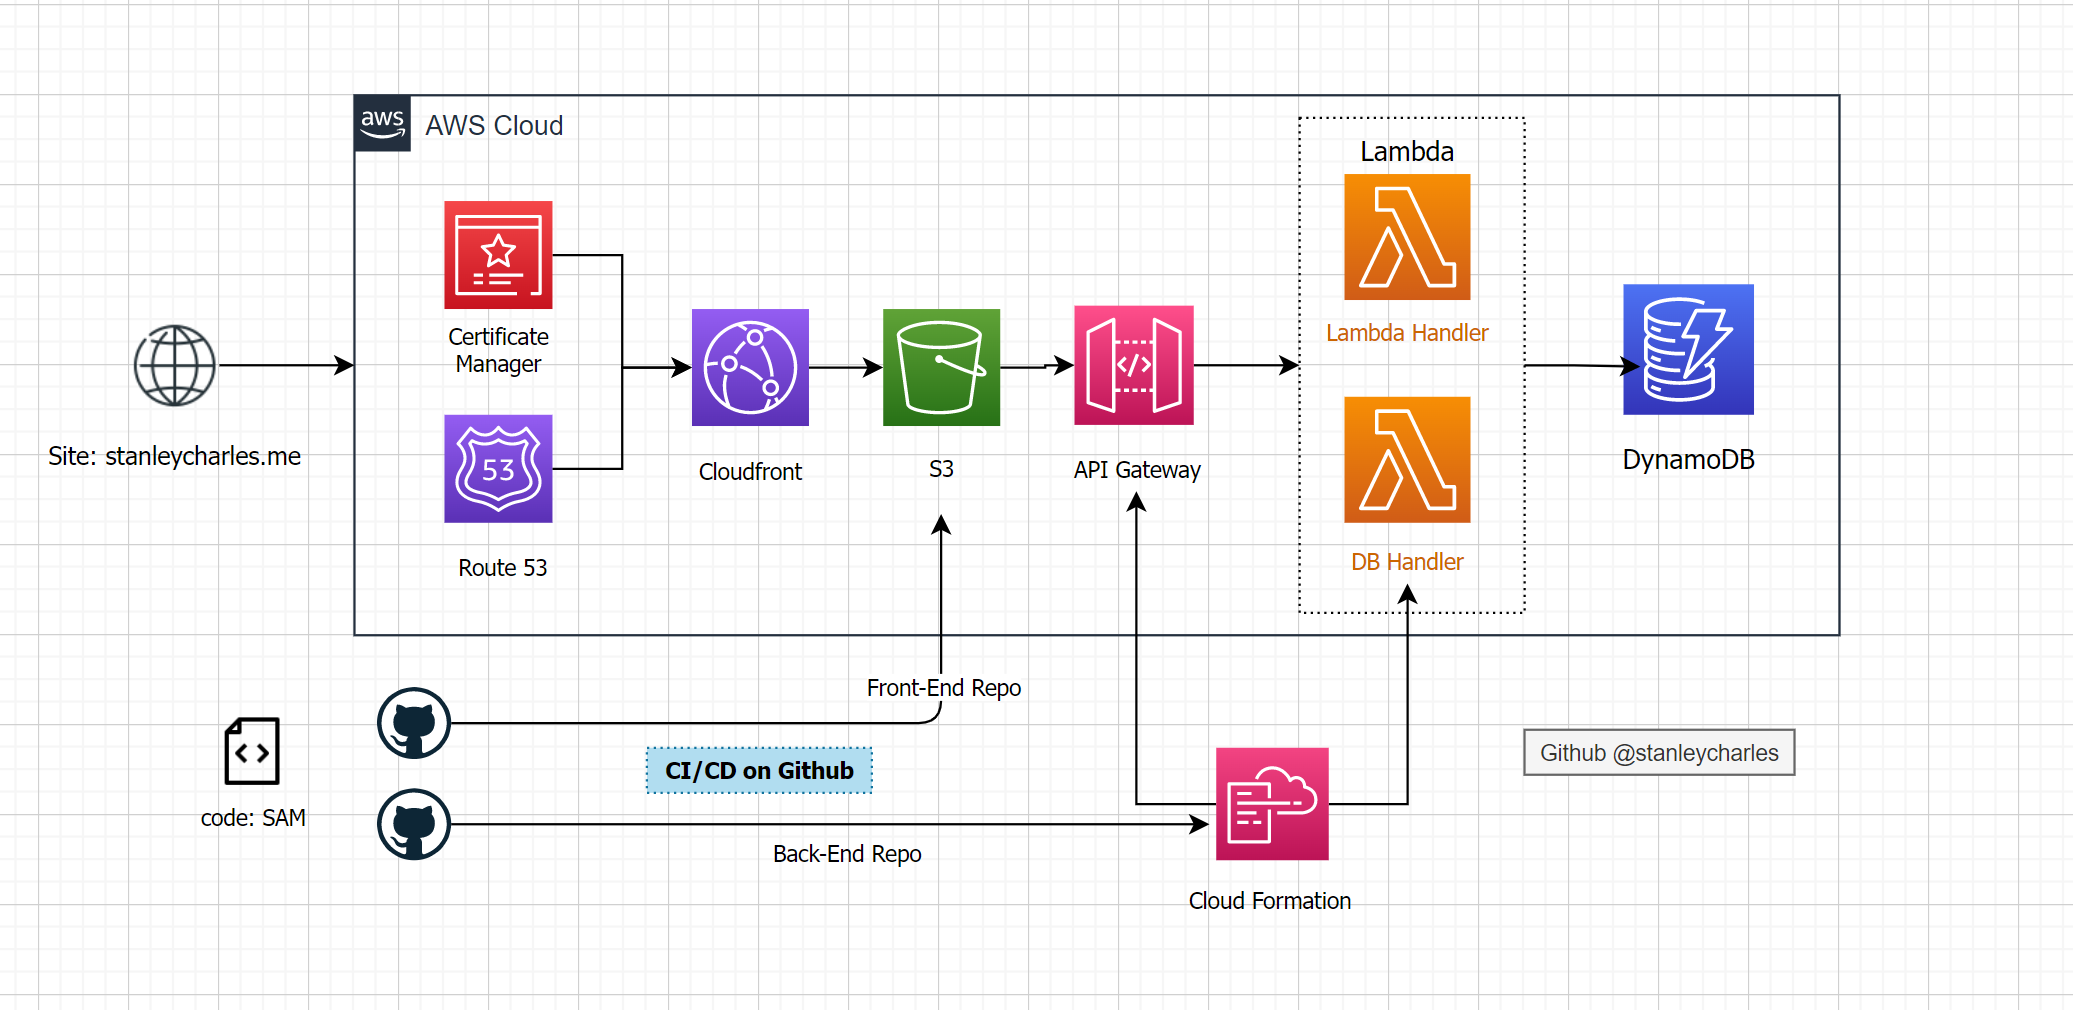 aws
AWS Cloud
Lambda
Certificate
Manager
Lambda Handler
Site: stanleycharles.me
53
Cloudfront
S3
API Gateway
DynamoDB
Route 53
DB Handler
Front-End Repo
CI/CD on Github
Github @stanleycharles
code: SAM
Back-End Repo
Cloud Formation